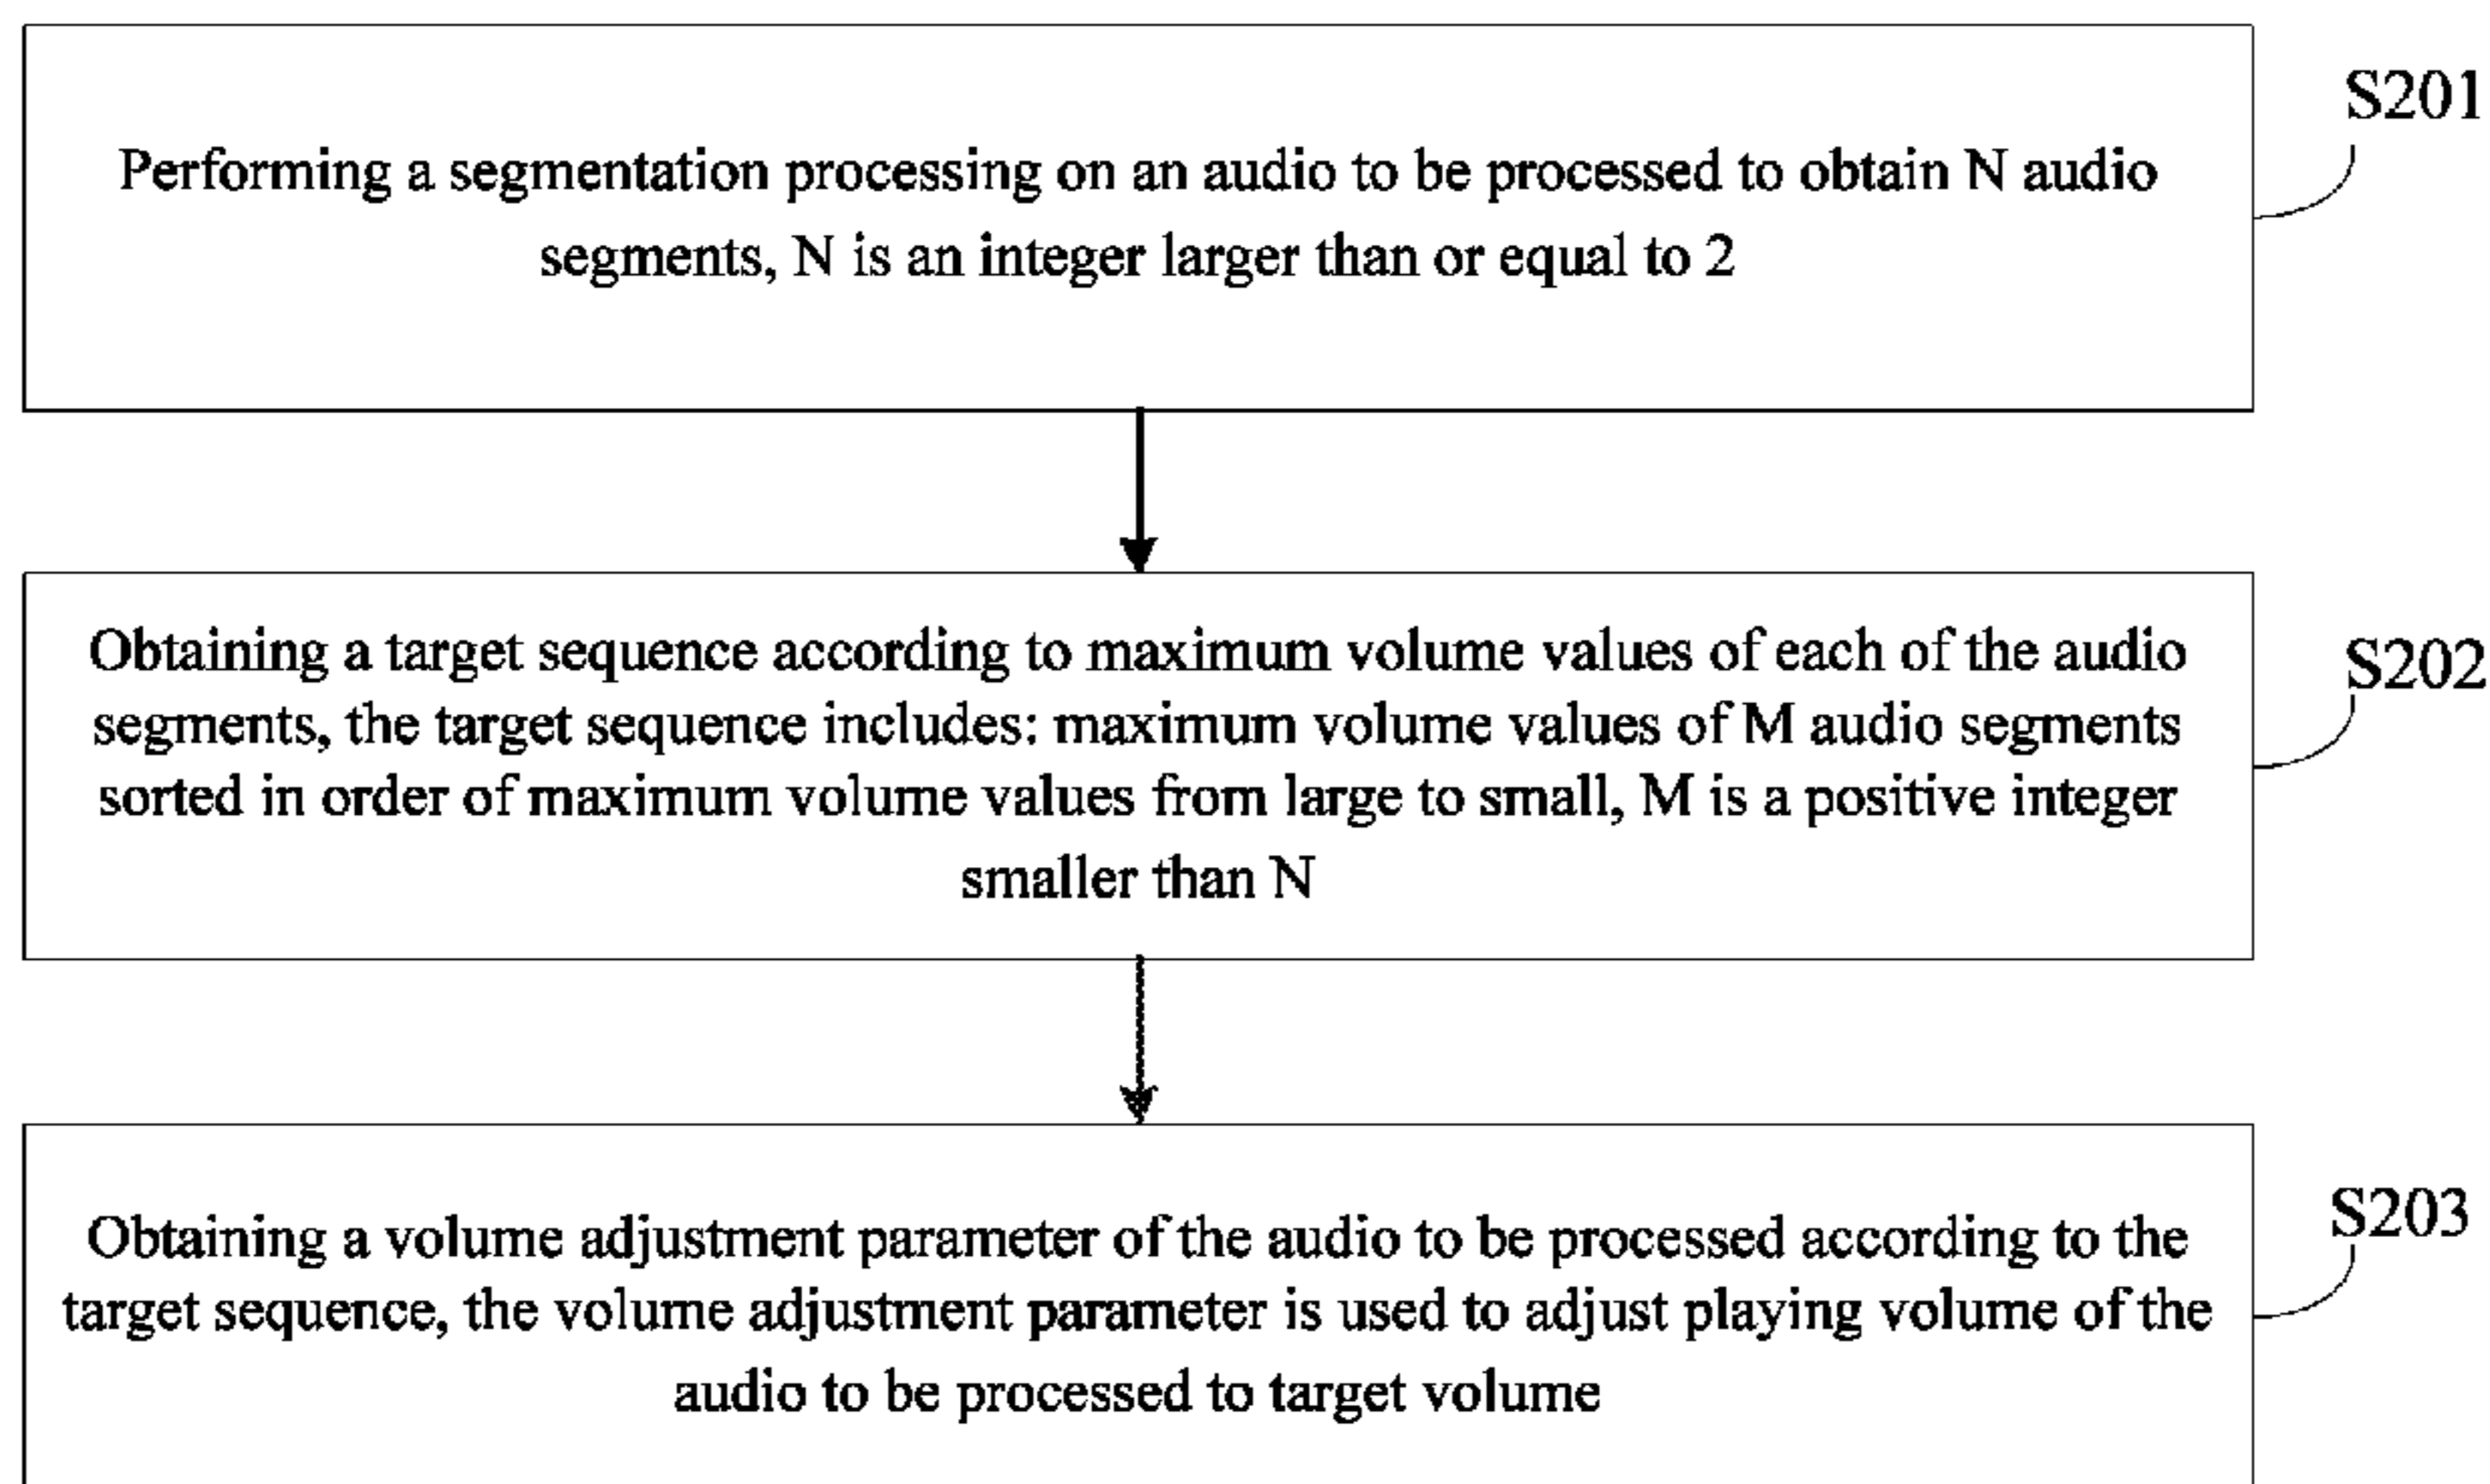 Performing a segmentation processing on an audio to be processed to obtain N audio
segments, N is an integer larger than or equal to 2
S201
Obtaining a target sequence according to maximum volume values of each of the audio
segments, the target sequence includes: maximum volume values of M audio segments
sorted in order of maximum volume values from large to small, M is a positive integer
smaller than N
S202
Obtaining a volume adjustment parameter of the audio to be processed according to the
target sequence, the volume adjustment parameter is used to adjust playing volume of the
audio to be processed to target volume
S203